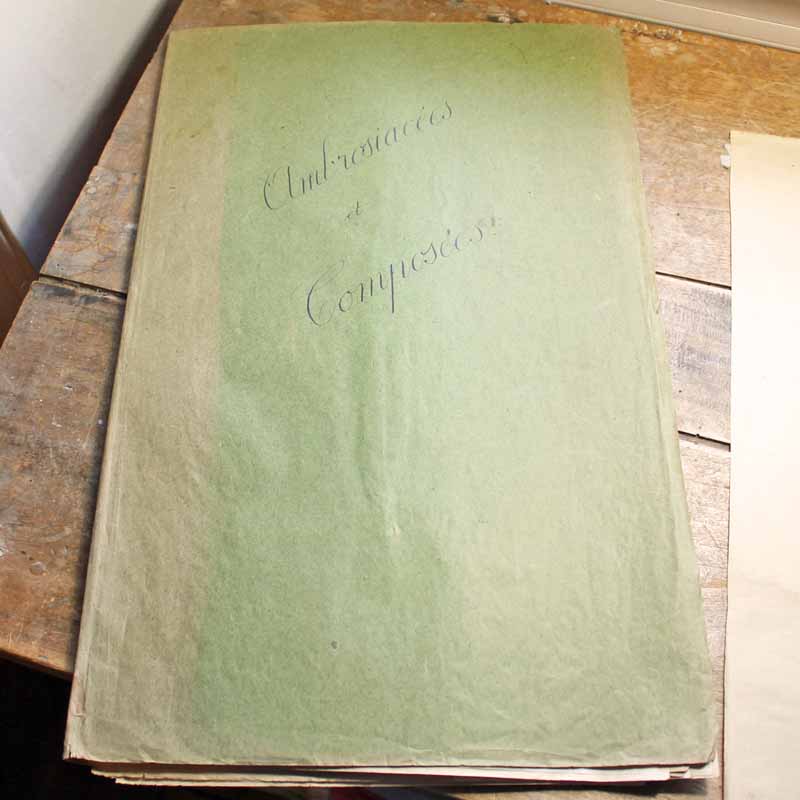 Ambrosiacées
et
Composées.